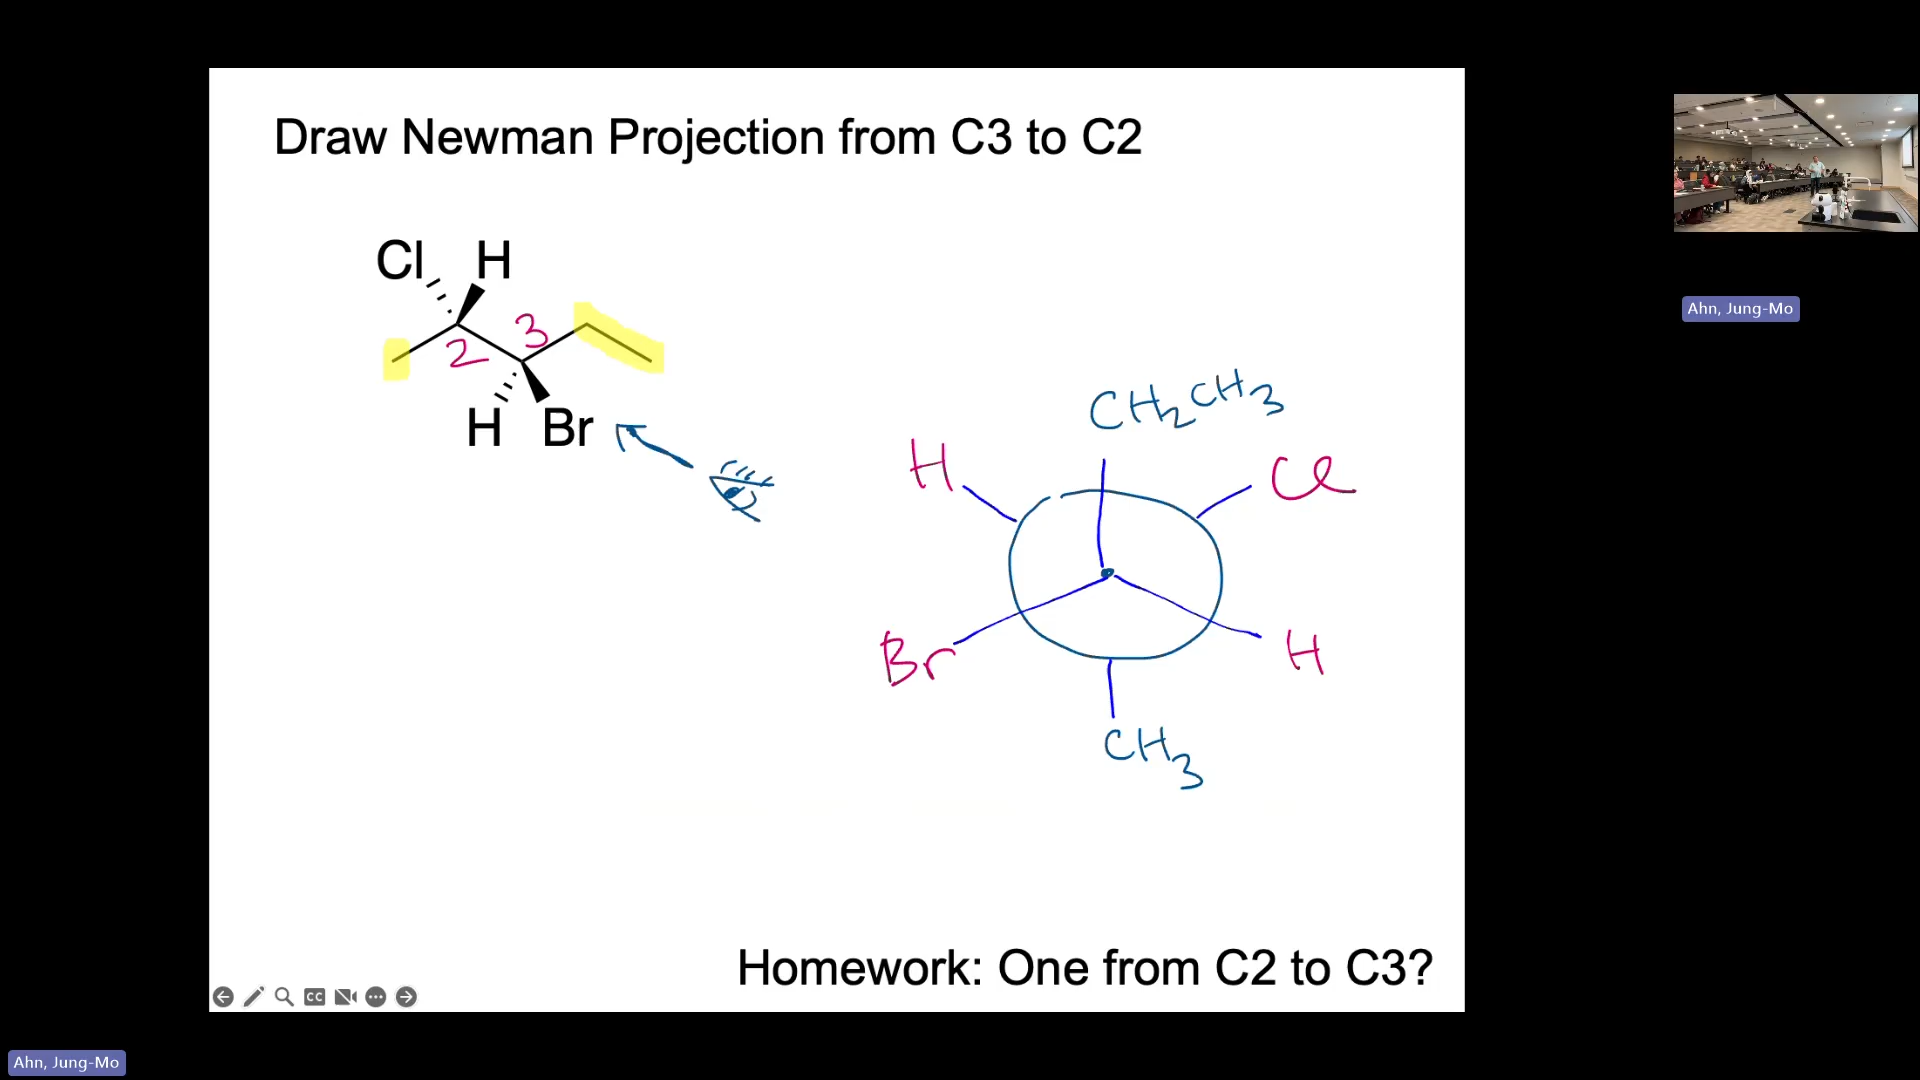 Draw Newman Projection from C3 to C2
Cl H
2 3
H Br
CH2CH3
H Cl
Br H
CH3
Homework: One from C2 to C3?
CC
Ahn, Jung-Mo
Ahn, Jung-Mo